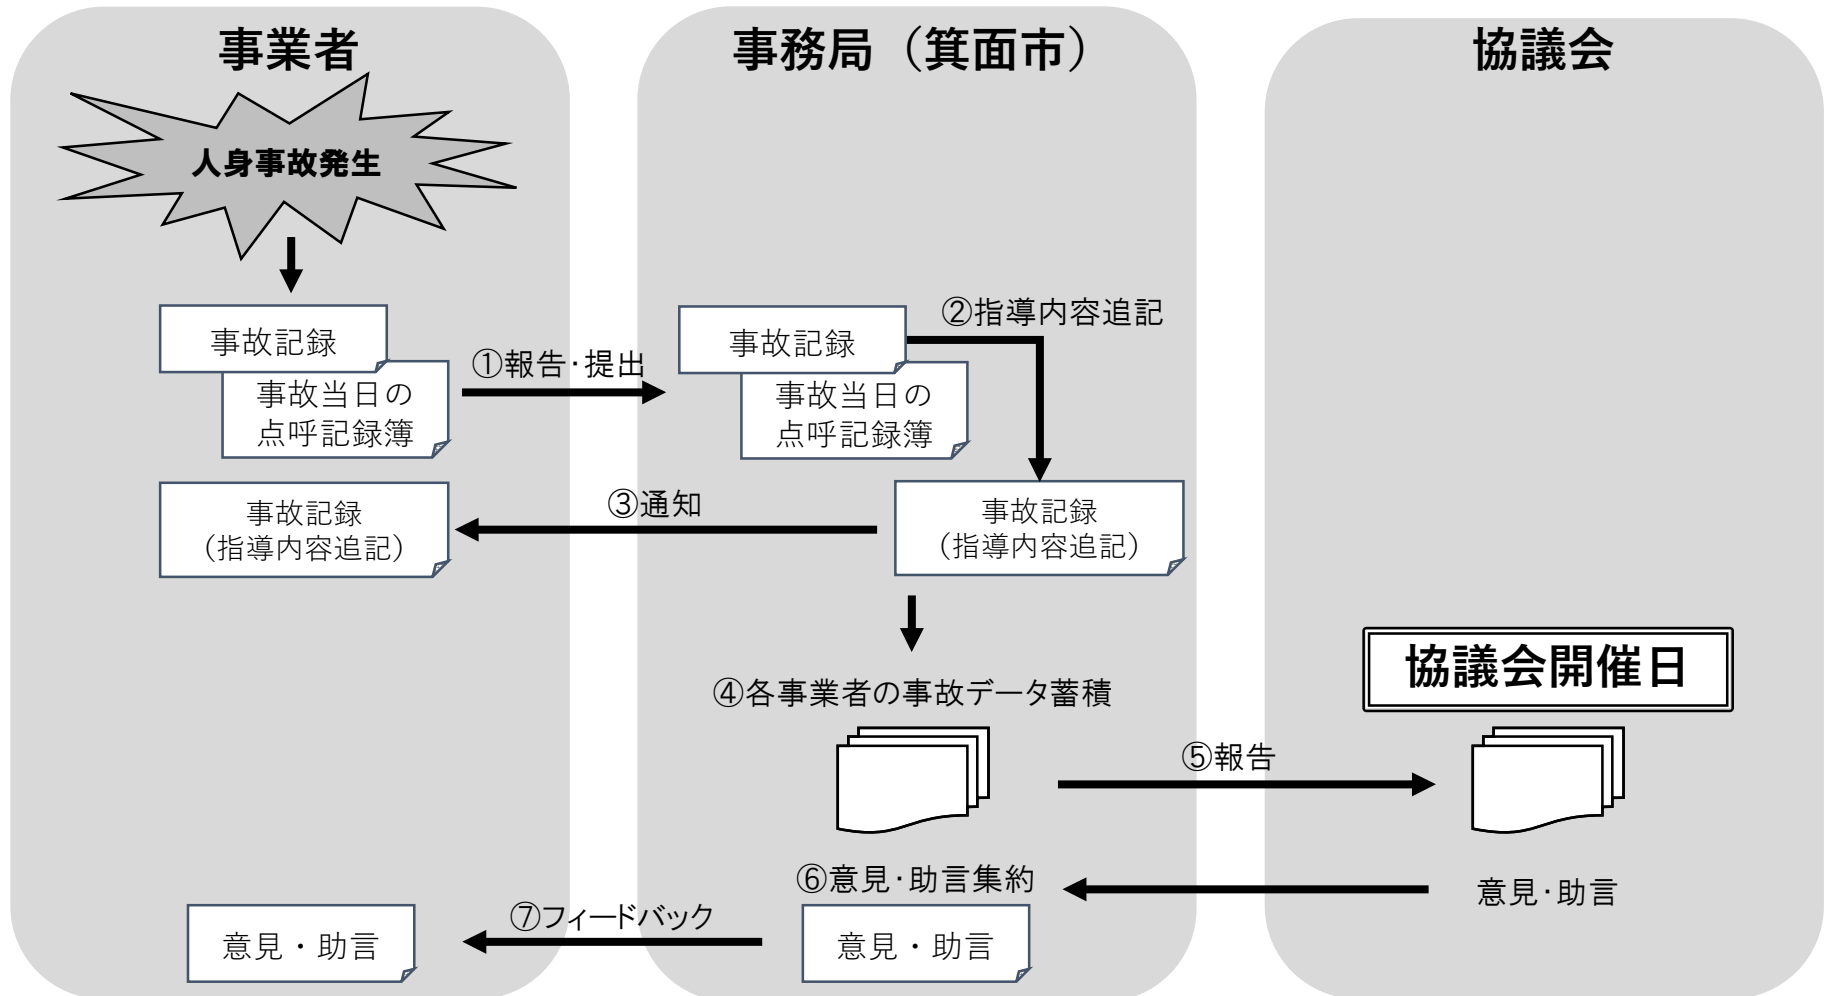 事業者
事務局（箕面市）
協議会
人身事故発生
事故記録
事故当日の
点呼記録簿
①報告･提出
事故記録
事故当日の
点呼記録簿
②指導内容追記
事故記録
（指導内容追記）
③通知
事故記録
（指導内容追記）
④各事業者の事故データ蓄積
協議会開催日
⑤報告
⑥意見･助言集約
意見･助言
⑦フィードバック
意見・助言
意見・助言